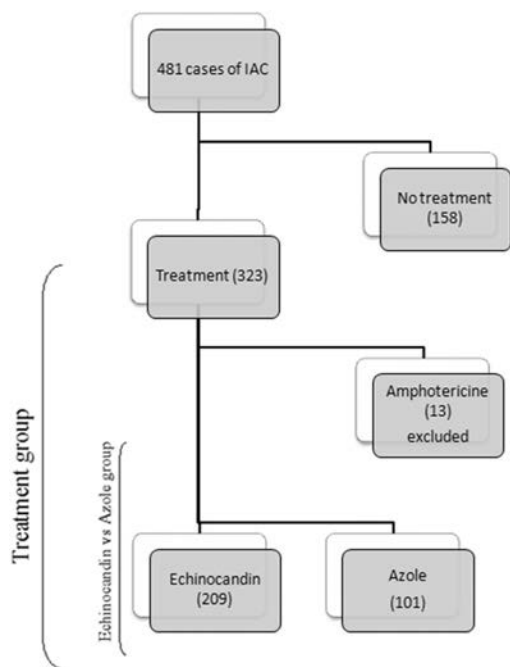 481 cases of IAC
No treatment
(158)
Treatment (323)
Amphotericine
(13)
excluded
Echinocandin
(209)
Azole
(101)
Treatment group
Echinocandin vs Azole group